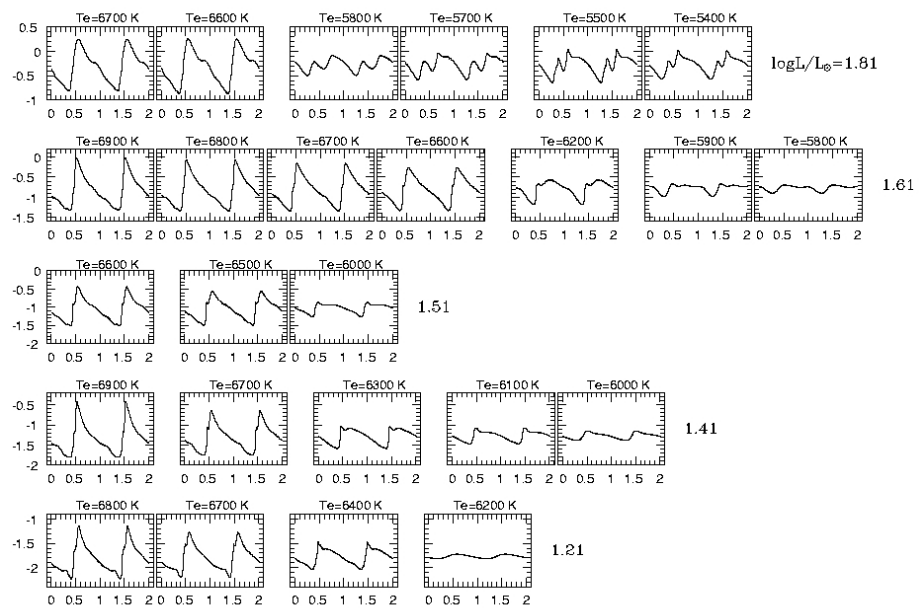 Te=6700 K Te=6600 K Te=5800 K Te=5700 K Te=5500 K Te=5400 K
0.5
0
-0.5
-1
logL/L⊙=1.81
0 0.5 1 1.5 2 0 0.5 1 1.5 2 0 0.5 1 1.5 2 0 0.5 1 1.5 2 0 0.5 1 1.5 2 0 0.5 1 1.5 2
Te=6900 K Te=6800 K Te=6700 K Te=6600 K Te=6200 K Te=5900 K Te=5800 K
0
-0.5
-1
-1.5
1.61
0 0.5 1 1.5 2 0 0.5 1 1.5 2 0 0.5 1 1.5 2 0 0.5 1 1.5 2 0 0.5 1 1.5 2 0 0.5 1 1.5 2 0 0.5 1 1.5 2
Te=6600 K Te=6500 K Te=6000 K
0
-0.5
-1
-1.5
-2
1.51
0 0.5 1 1.5 2 0 0.5 1 1.5 2 0 0.5 1 1.5 2
Te=6900 K Te=6700 K Te=6300 K Te=6100 K Te=6000 K
-0.5
-1
-1.5
-2
1.41
0 0.5 1 1.5 2 0 0.5 1 1.5 2 0 0.5 1 1.5 2 0 0.5 1 1.5 2 0 0.5 1 1.5 2
Te=6800 K Te=6700 K Te=6400 K Te=6200 K
-1
-1.5
-2
1.21
0 0.5 1 1.5 2 0 0.5 1 1.5 2 0 0.5 1 1.5 2 0 0.5 1 1.5 2